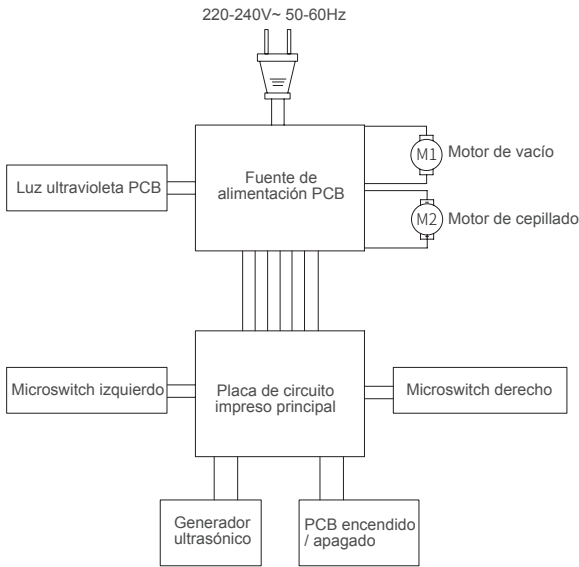 220-240V~ 50-60Hz
M1
Motor de vacío
Fuente de
alimentación PCB
Luz ultravioleta PCB
M2
Motor de cepillado
Microswitch izquierdo
Placa de circuito
impreso principal
Microswitch derecho
Generador
ultrasónico
PCB encendido
/ apagado